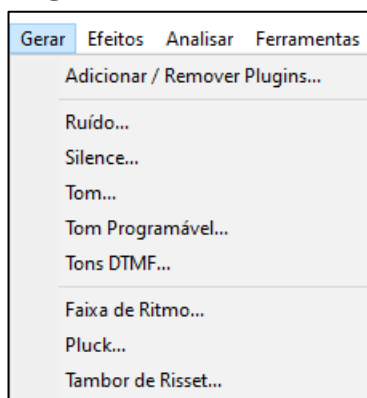 Gerar Efeitos Analisar Ferramentas
Adicionar / Remover Plugins...
Ruído...
Silence...
Tom...
Tom Programável...
Tons DTMF...
Faixa de Ritmo...
Pluck...
Tambor de Risset...